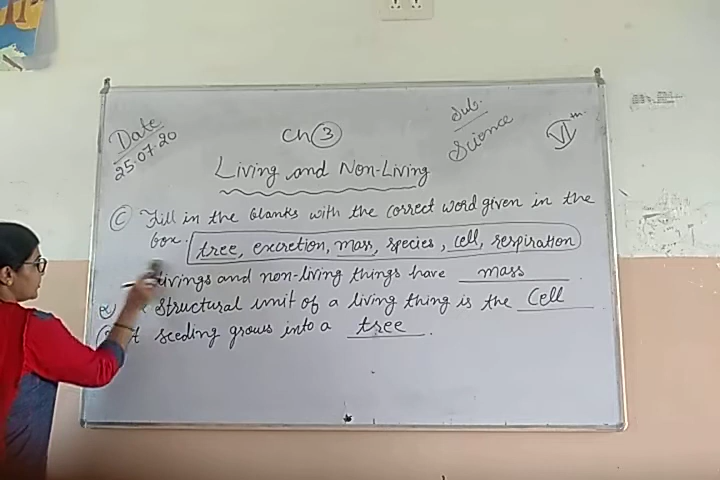 Date
25.07.20
Ch 3
Sub.
Science
VI th
Living and Non-Living
C Fill in the blanks with the correct word given in the
box. tree, excretion, mass, species, cell, respiration
Livings and non-living things have mass.
structural unit of a living thing is the Cell
seeding grows into a tree.